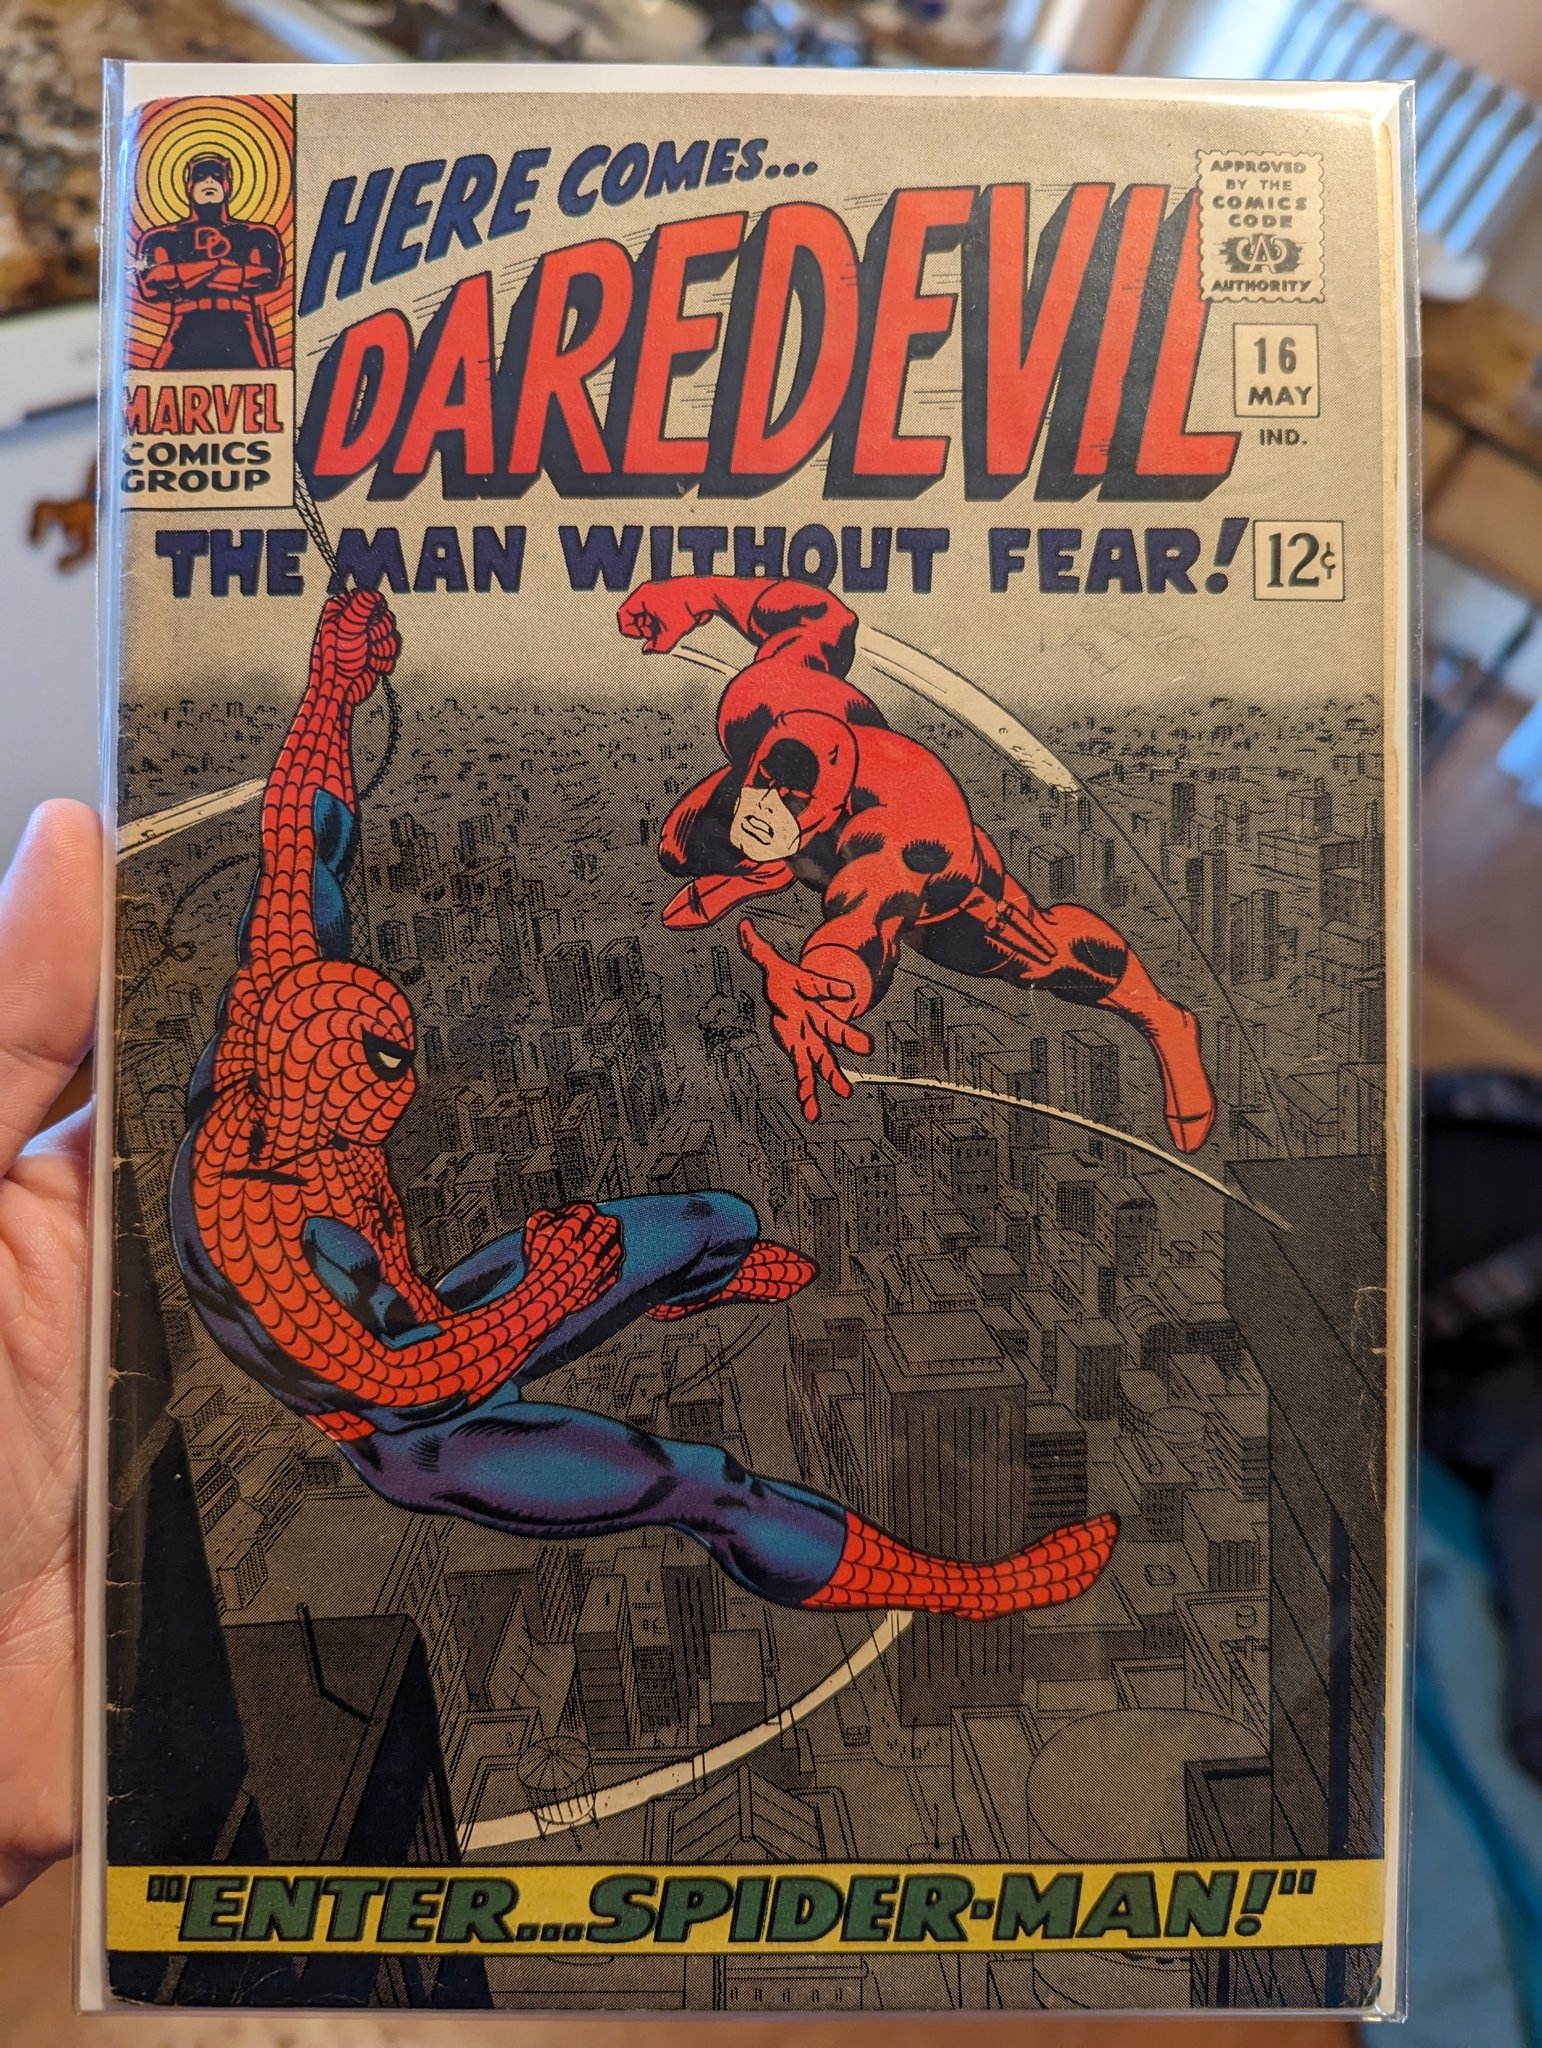 HERE COMES...
DAREDEVIL
THE MAN WITHOUT FEAR!
DD
MARVEL
COMICS
GROUP
APPROVED
BY THE
COMICS
CODE
CA
AUTHORITY
16
MAY
IND.
12¢
"ENTER...SPIDER-MAN!"